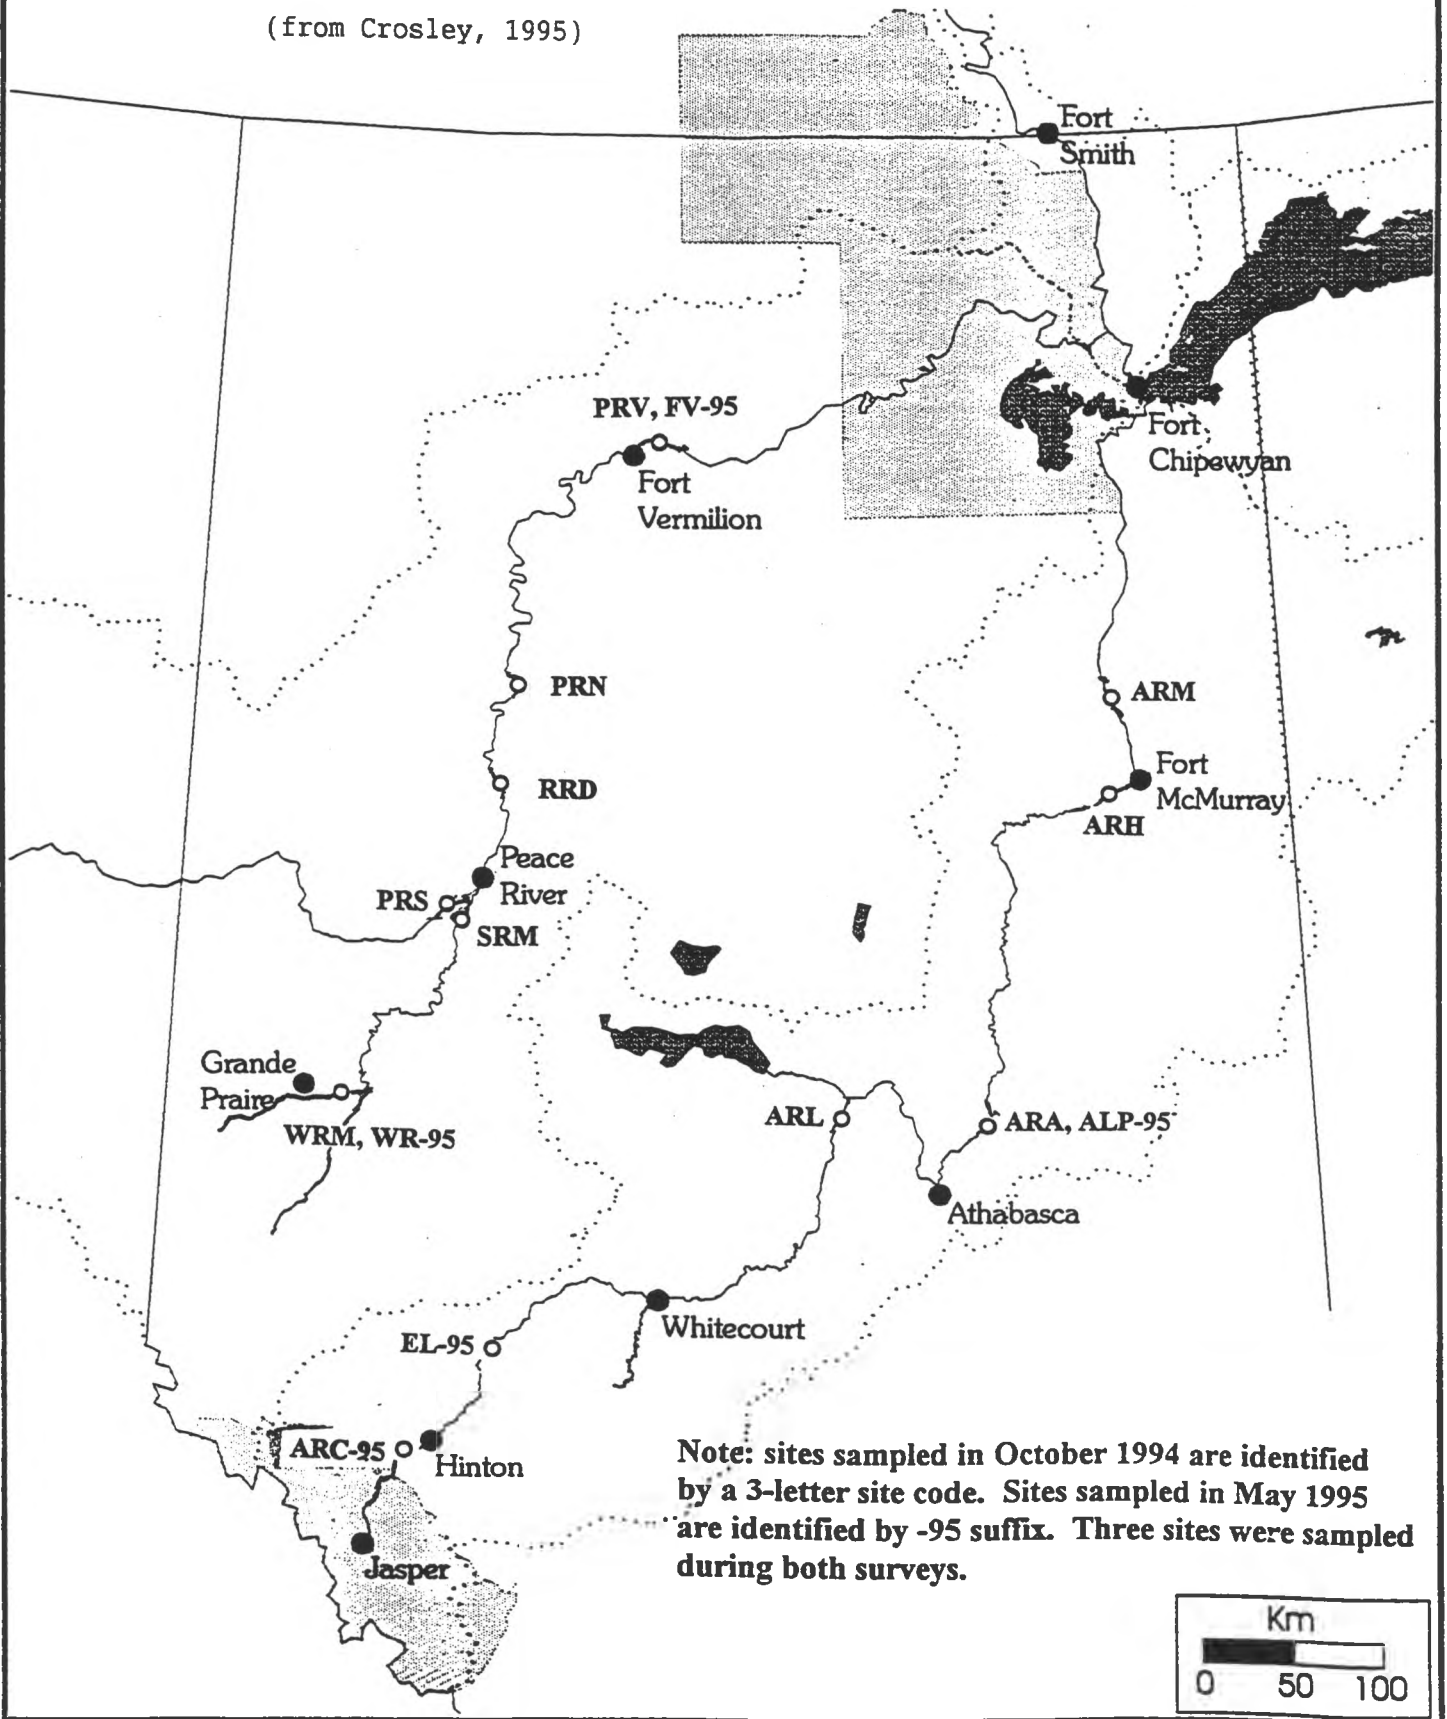 (from Crosley, 1995)
Fort
Smith
PRV, FV-95
Fort
Vermilion
Fort
Chipewyan
PRN
ARM
RRD
Fort
McMurray
ARH
Peace
River
PRS
SRM
Grande
Praire
WRM, WR-95
ARL
ARA, ALP-95
Athabasca
Whitecourt
EL-95
ARC-95
Hinton
Jasper
Note: sites sampled in October 1994 are identified
by a 3-letter site code. Sites sampled in May 1995
are identified by -95 suffix. Three sites were sampled
during both surveys.
Km
0 50 100